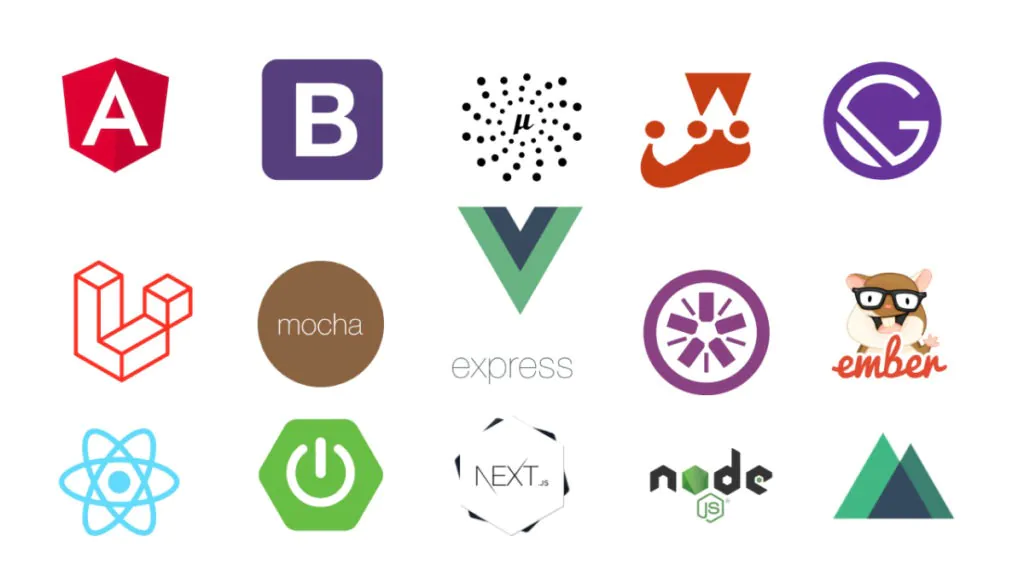 A
B
μ
G
mocha
express
ember
NEXT.JS
node
JS